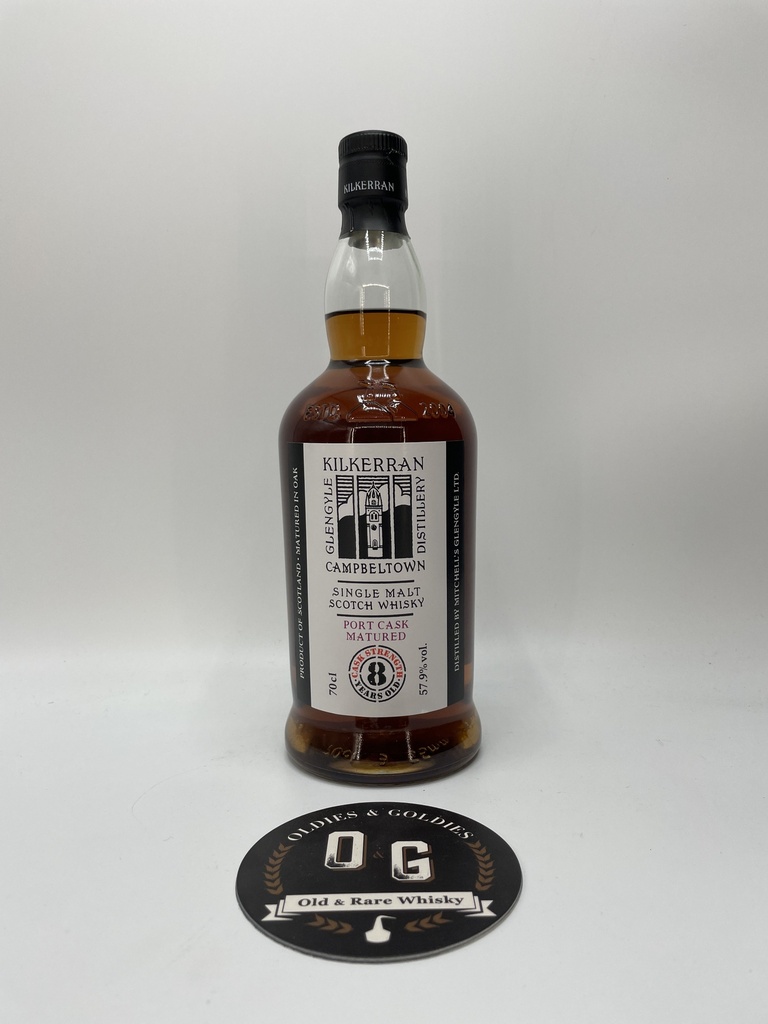 KILKERRAN
KILKERRAN
GLENGYLE
DISTILLERY
CAMPBELTOWN
SINGLE MALT
SCOTCH WHISKY
PORT CASK
MATURED
CASK STRENGTH
8
YEARS OLD
70cl
57.9% vol.
PRODUCT OF SCOTLAND • MATURED IN OAK
DISTILLED BY MITCHELL'S GLENGYLE LTD.
OLDIES & GOLDIES
O & G
Old & Rare Whisky